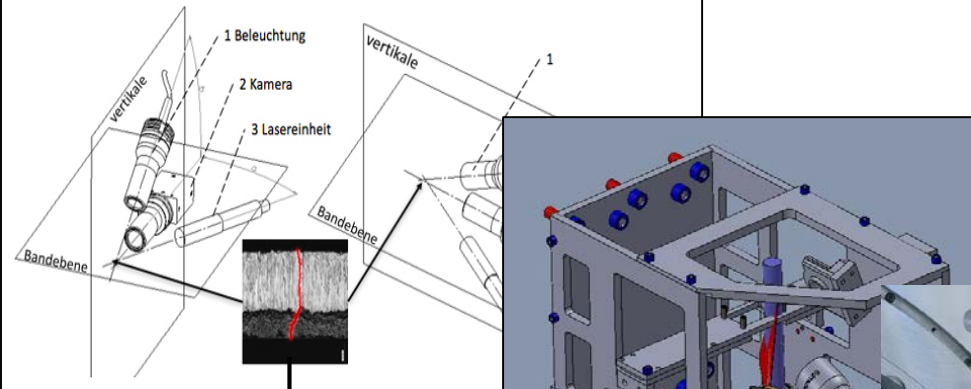 1 Beleuchtung
vertikale
2 Kamera
3 Lasereinheit
Bandebene
vertikale
1
Bandebene